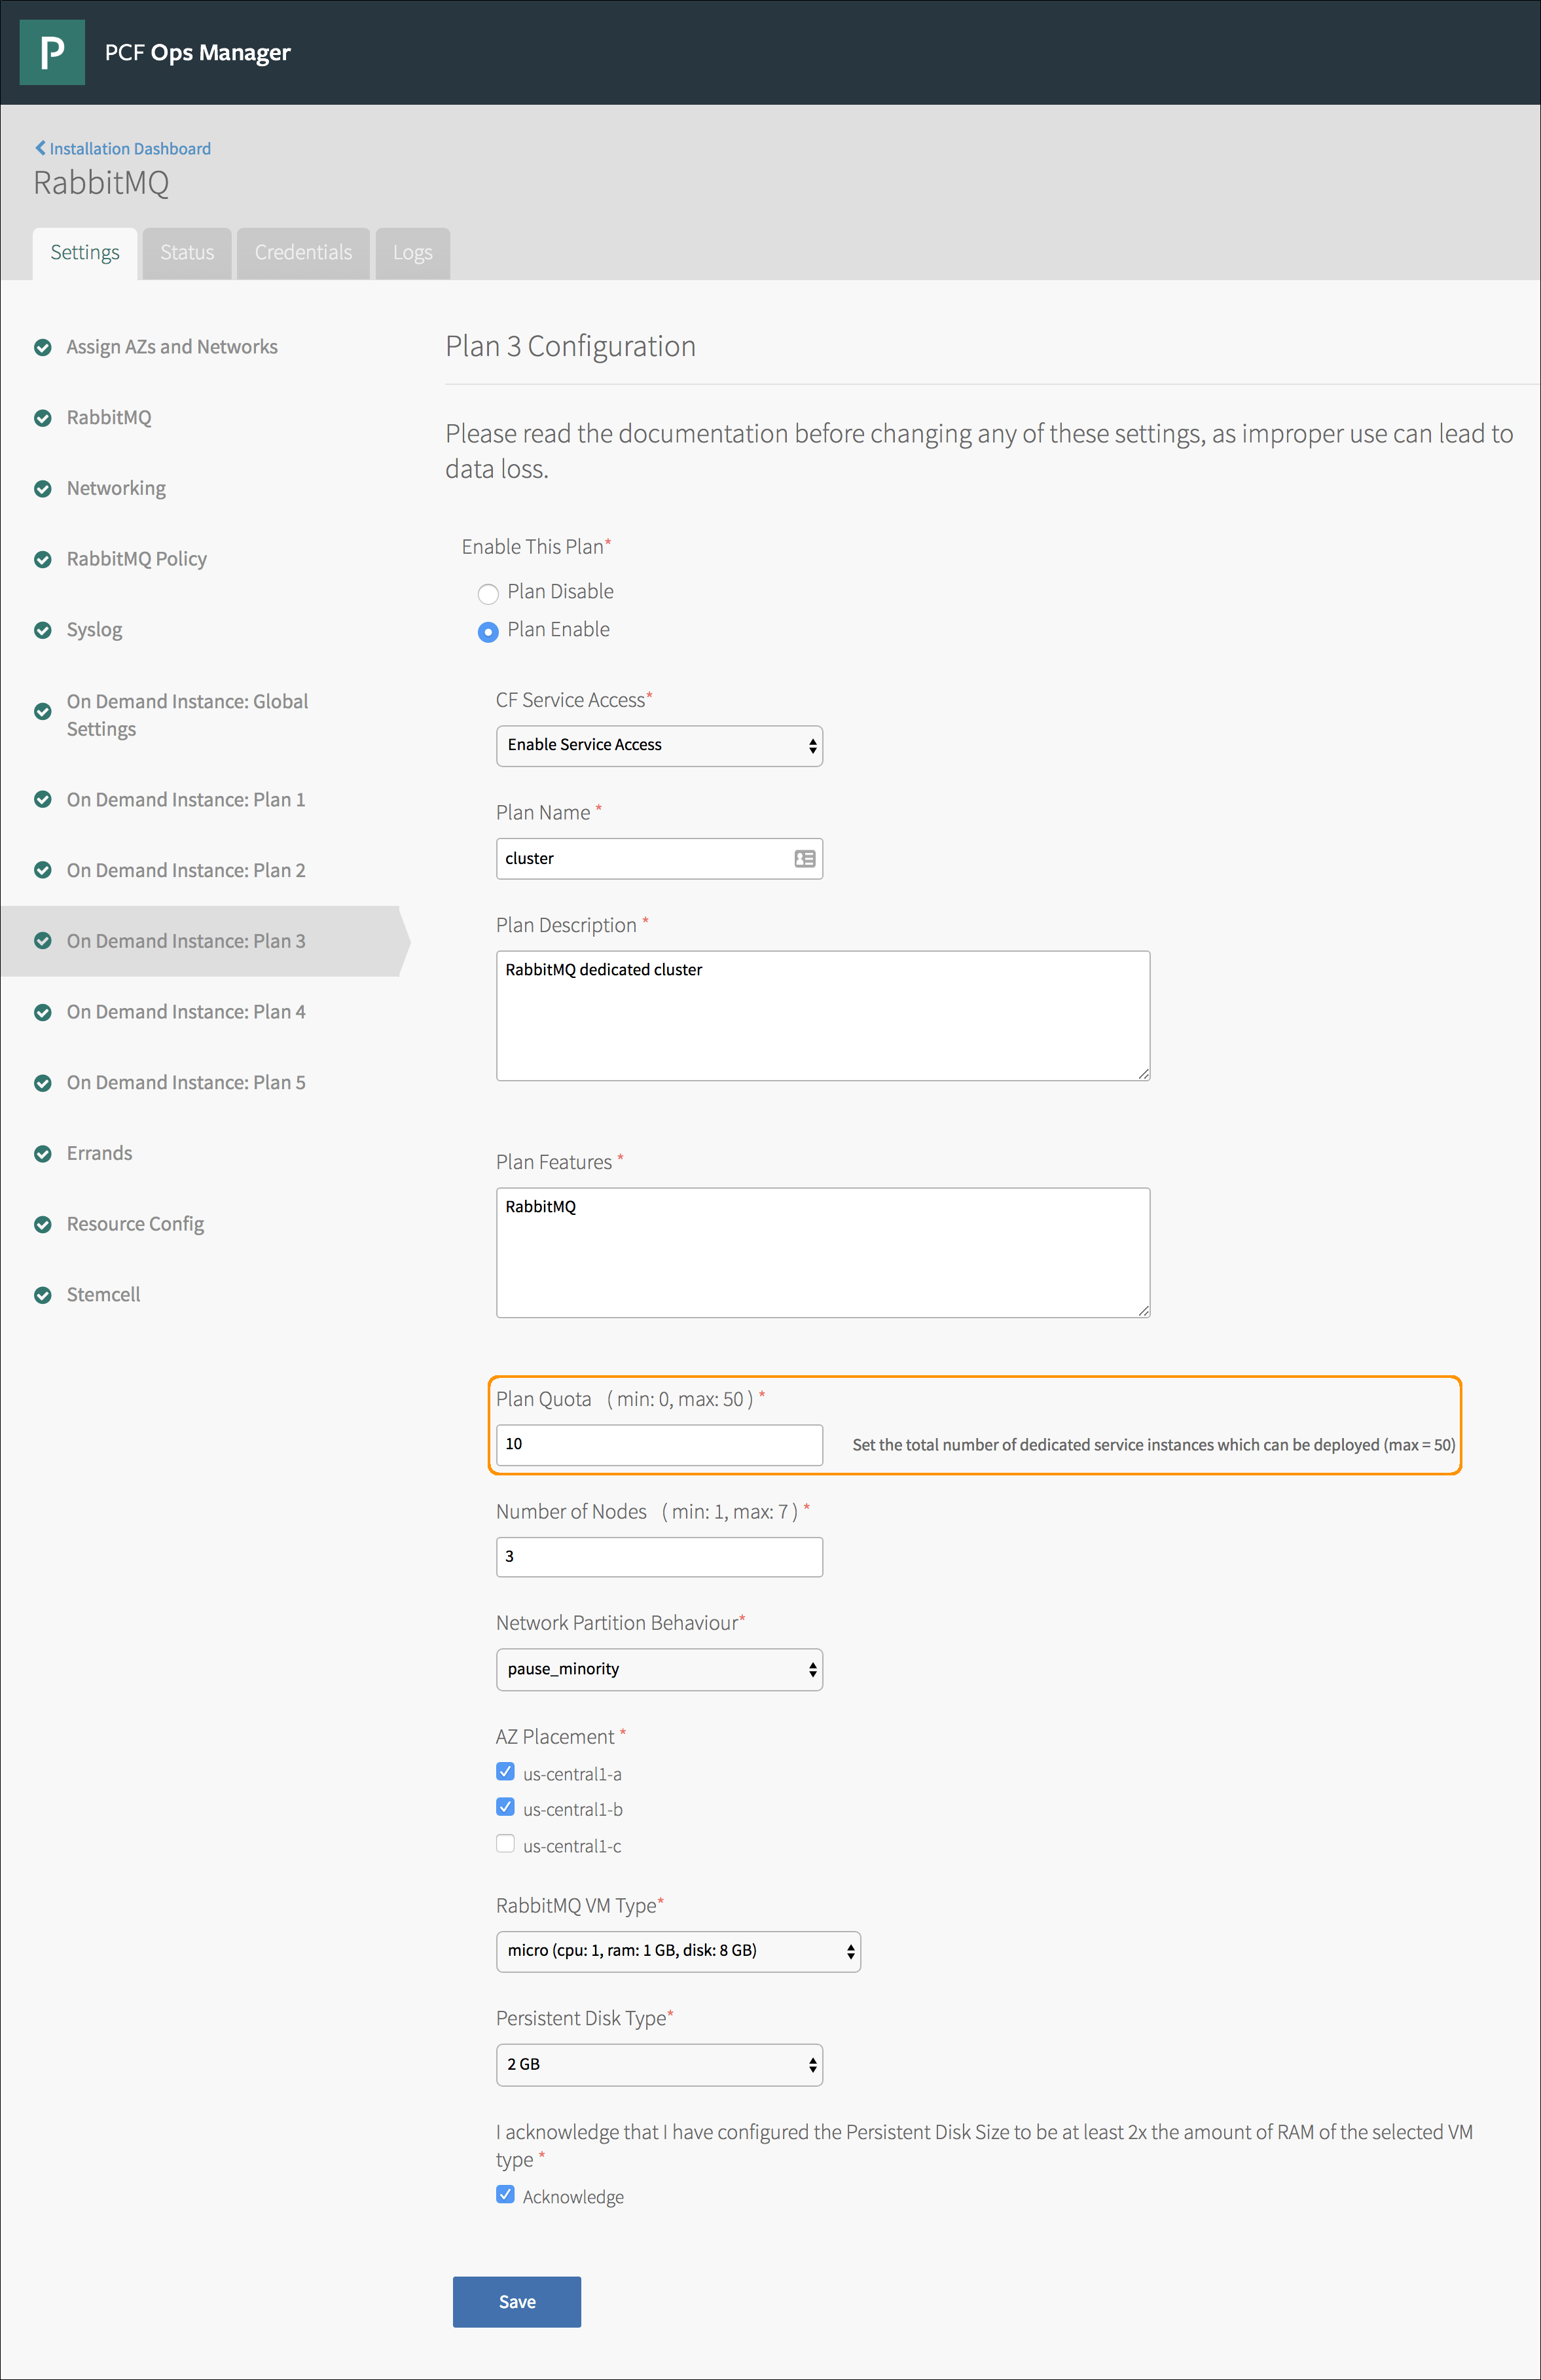 P
PCF Ops Manager
Installation Dashboard
RabbitMQ
Settings
Status
Credentials
Logs
Assign AZs and Networks
RabbitMQ
Networking
RabbitMQ Policy
Syslog
On Demand Instance: Global
Settings
On Demand Instance: Plan 1
On Demand Instance: Plan 2
On Demand Instance: Plan 3
On Demand Instance: Plan 4
On Demand Instance: Plan 5
Errands
Resource Config
Stemcell
Plan 3 Configuration
Please read the documentation before changing any of these settings, as improper use can lead to
data loss.
Enable This Plan*
Plan Disable
Plan Enable
CF Service Access*
Enable Service Access
Plan Name *
cluster
Plan Description *
RabbitMQ dedicated cluster
Plan Features *
RabbitMQ
Plan Quota ( min: 0, max: 50 ) *
10
Set the total number of dedicated service instances which can be deployed (max = 50)
Number of Nodes ( min: 1, max: 7 ) *
3
Network Partition Behaviour*
pause_minority
AZ Placement *
us-central1-a
us-central1-b
us-central1-c
RabbitMQ VM Type*
micro (cpu: 1, ram: 1 GB, disk: 8 GB)
Persistent Disk Type*
2 GB
I acknowledge that I have configured the Persistent Disk Size to be at least 2x the amount of RAM of the selected VM
type *
Acknowledge
Save